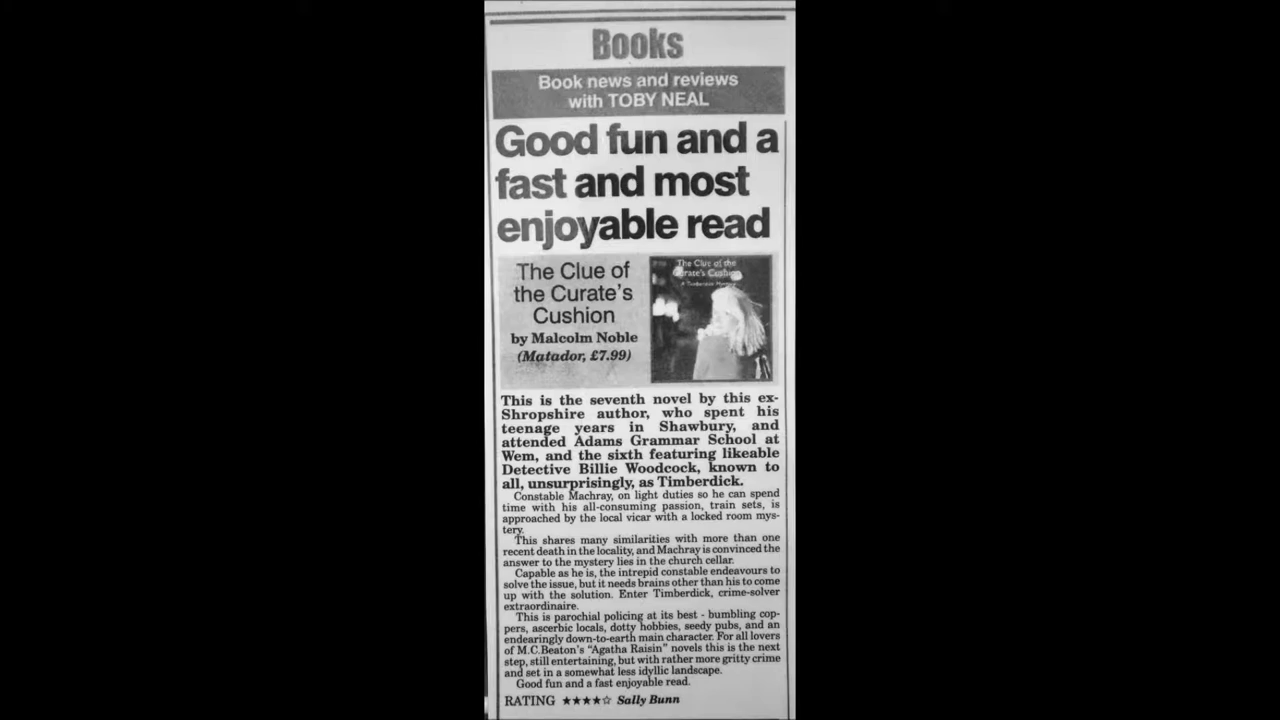 Books
Book news and reviews
with TOBY NEAL
Good fun and a
fast and most
enjoyable read
The Clue of
the Curate's
Cushion
by Malcolm Noble
(Matador, £7.99)
The Clue of the
Curate's Cushion
A Timberdick Mystery
This is the seventh novel by this ex-
Shropshire author, who spent his
teenage years in Shawbury, and
attended Adams Grammar School at
Wem, and the sixth featuring likeable
Detective Billie Woodcock, known to
all, unsurprisingly, as Timberdick.
Constable Machray, on light duties so he can spend
time with his all-consuming passion, train sets, is
approached by the local vicar with a locked room mys-
tery.
This shares many similarities with more than one
recent death in the locality, and Machray is convinced the
answer to the mystery lies in the church cellar.
Capable as he is, the intrepid constable endeavours to
solve the issue, but it needs brains other than his to come
up with the solution. Enter Timberdick, crime-solver
extraordinaire.
This is parochial policing at its best - bumbling cop-
pers, ascerbic locals, dotty hobbies, seedy pubs, and an
endearingly down-to-earth main character. For all lovers
of M.C.Beaton's "Agatha Raisin" novels this is the next
step, still entertaining, but with rather more gritty crime
and set in a somewhat less idyllic landscape.
Good fun and a fast enjoyable read.
RATING ★★★★☆ Sally Bunn